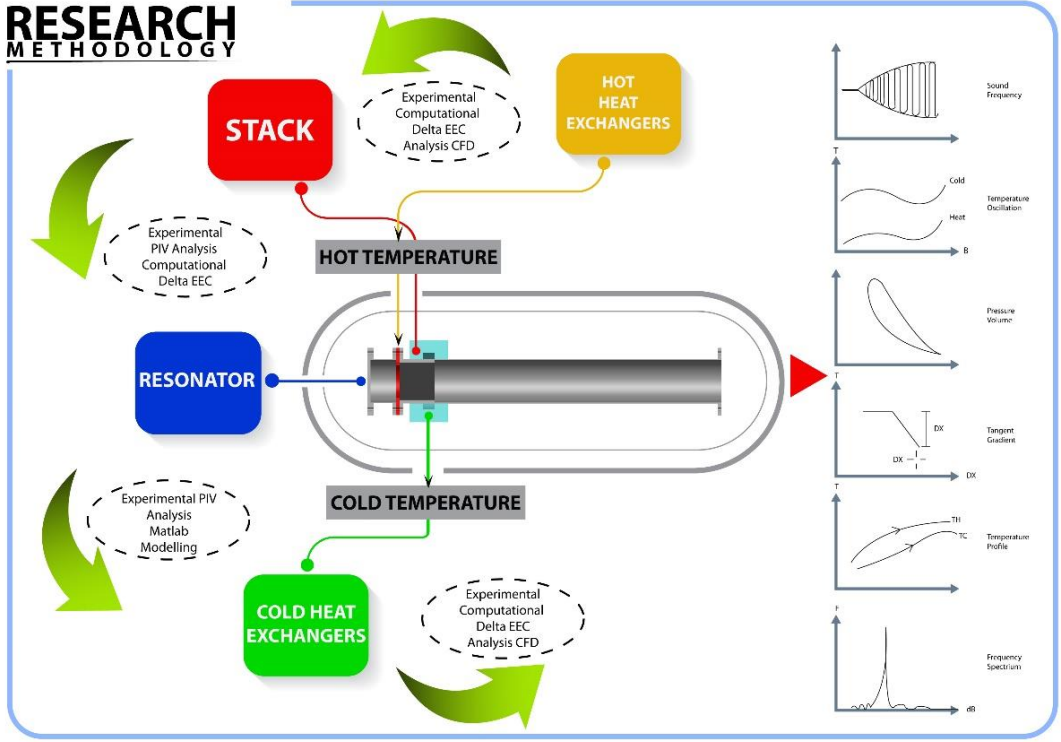 RESEARCH
METHODOLOGY
STACK
Experimental
Computational
Delta EEC
Analysis CFD
HOT
HEAT
EXCHANGERS
Experimental
PIV Analysis
Computational
Delta EEC
HOT TEMPERATURE
RESONATOR
Experimental PIV
Analysis
Matlab
Modelling
COLD TEMPERATURE
COLD HEAT
EXCHANGERS
Experimental
Computational
Delta EEC
Analysis CFD
Sound
Frequency
T
Cold
Heat
B
Temperature
Oscillation
Pressure
Volume
T
DX
DX
DX
Tangent
Gradient
T
TH
TC
Temperature
Profile
F
dB
Frequency
Spectrum